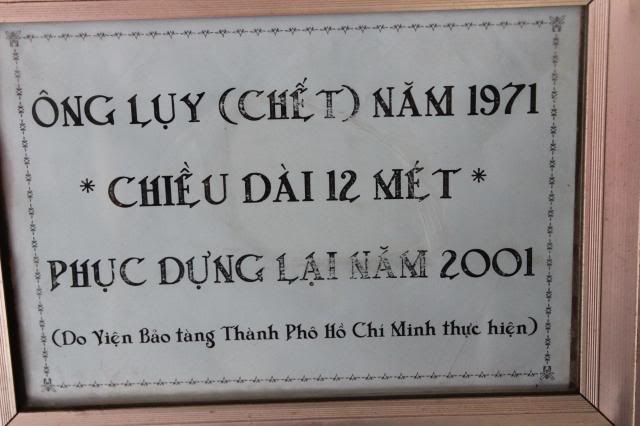 ÔNG LỤY (CHẾT) NĂM 1971
* CHIỀU DÀI 12 MÉT *
PHỤC DỰNG LẠI NĂM 2001
(Do Viện Bảo tàng Thành Phô Hồ Chí Minh thực hiện)